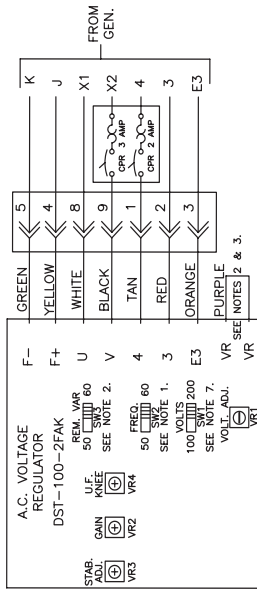 A.C. VOLTAGE
REGULATOR
DST-100-2FAK
STAB.
ADJ.
VR3
GAIN
VR2
U.F.
KNEE
VR4
REM. VAR
50 60
SW3
SEE NOTE 2.
FREQ.
50 60
SW2
SEE NOTE 1.
VOLTS
100 200
SW1
SEE NOTE 7.
VOLT. ADJ.
VR1
F- GREEN 5 K
F+ YELLOW 4 J
U WHITE 8 X1
V BLACK 9 X2
CPR 3 AMP
4 TAN 1 4
CPR 2 AMP
3 RED 2 3
E3 ORANGE 3 E3
VR PURPLE
VR
SEE NOTES 2 & 3.
FROM
GEN.